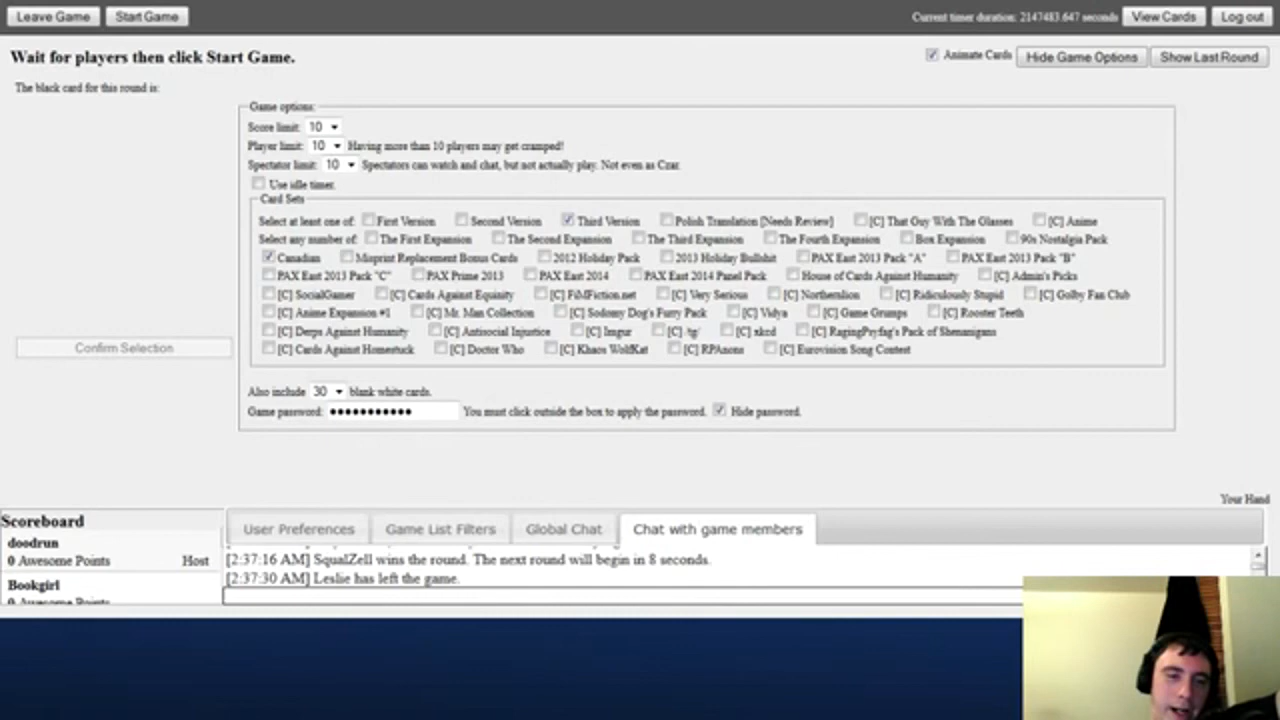 Leave Game Start Game Current timer duration: 2147483.647 seconds View Cards Log out
Wait for players then click Start Game. Animate Cards Hide Game Options Show Last Round
The black card for this round is:
Game options:
Score limit: 10
Player limit: 10 Having more than 10 players may get cramped!
Spectator limit: 10 Spectators can watch and chat, but not actually play. Not even as Czar.
Use idle timer.
Card Sets
Select at least one of: First Version Second Version Third Version Polish Translation [Needs Review] [C] That Guy With The Glasses [C] Anime
Select any number of: The First Expansion The Second Expansion The Third Expansion The Fourth Expansion Box Expansion 90s Nostalgia Pack
Canadian Misprint Replacement Bonus Cards 2012 Holiday Pack 2013 Holiday Bullshit PAX East 2013 Pack "A" PAX East 2013 Pack "B"
PAX East 2013 Pack "C" PAX Prime 2013 PAX East 2014 PAX East 2014 Panel Pack House of Cards Against Humanity [C] Admin's Picks
[C] SocialGamer [C] Cards Against Equinity [C] FiMFiction.net [C] Very Serious [C] Northernlion [C] Ridiculously Stupid [C] Golby Fan Club
[C] Anime Expansion #1 [C] Mr. Man Collection [C] Sodomy Dog's Furry Pack [C] Vidya [C] Game Grumps [C] Rooster Teeth
[C] Derps Against Humanity [C] Antisocial Injustice [C] Imgur [C] /tg/ [C] xkcd [C] RagingPsyfag's Pack of Shenanigans
[C] Cards Against Homestuck [C] Doctor Who [C] Khaos WolfKat [C] RPAnons [C] Eurovision Song Contest
Confirm Selection
Also include 30 blank white cards.
Game password: ●●●●●●●●●●● You must click outside the box to apply the password. Hide password.
Your Hand
Scoreboard User Preferences Game List Filters Global Chat Chat with game members
doodrun
0 Awesome Points Host
[2:37:16 AM] SqualZell wins the round. The next round will begin in 8 seconds.
[2:37:30 AM] Leslie has left the game.
Bookgirl
0 Awesome Points